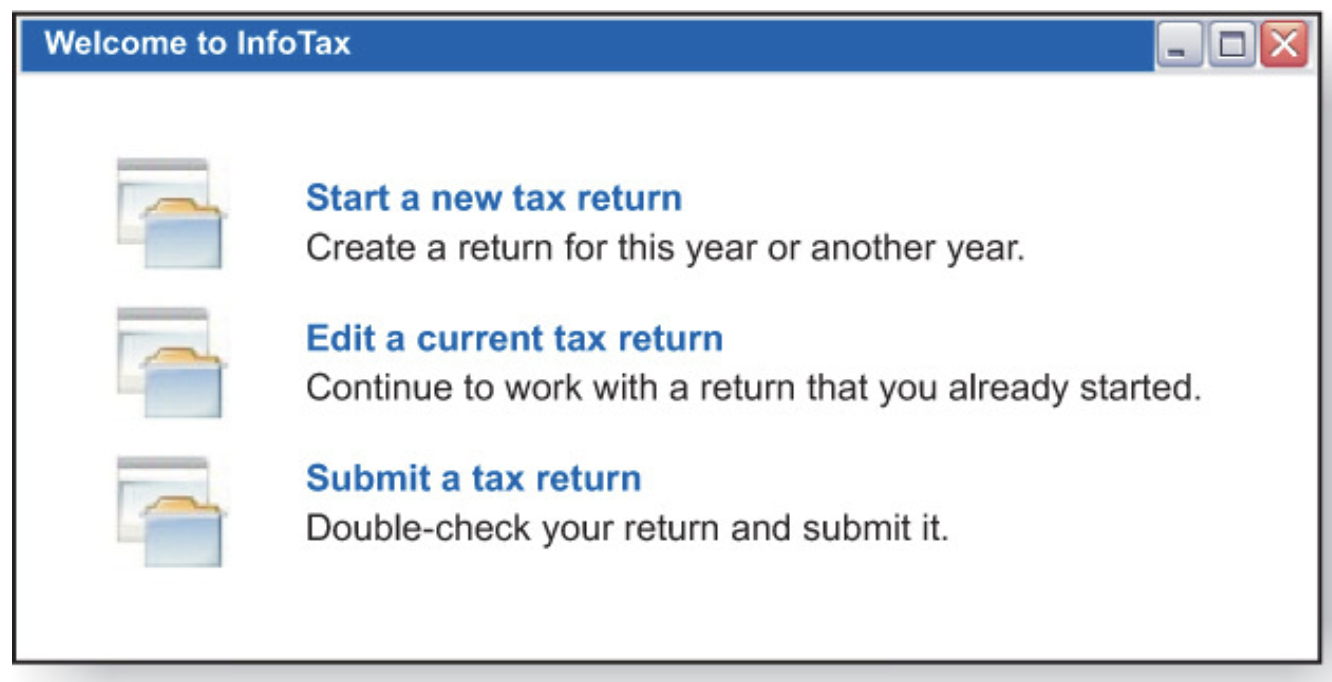 Welcome to InfoTax
Start a new tax return
Create a return for this year or another year.
Edit a current tax return
Continue to work with a return that you already started.
Submit a tax return
Double-check your return and submit it.